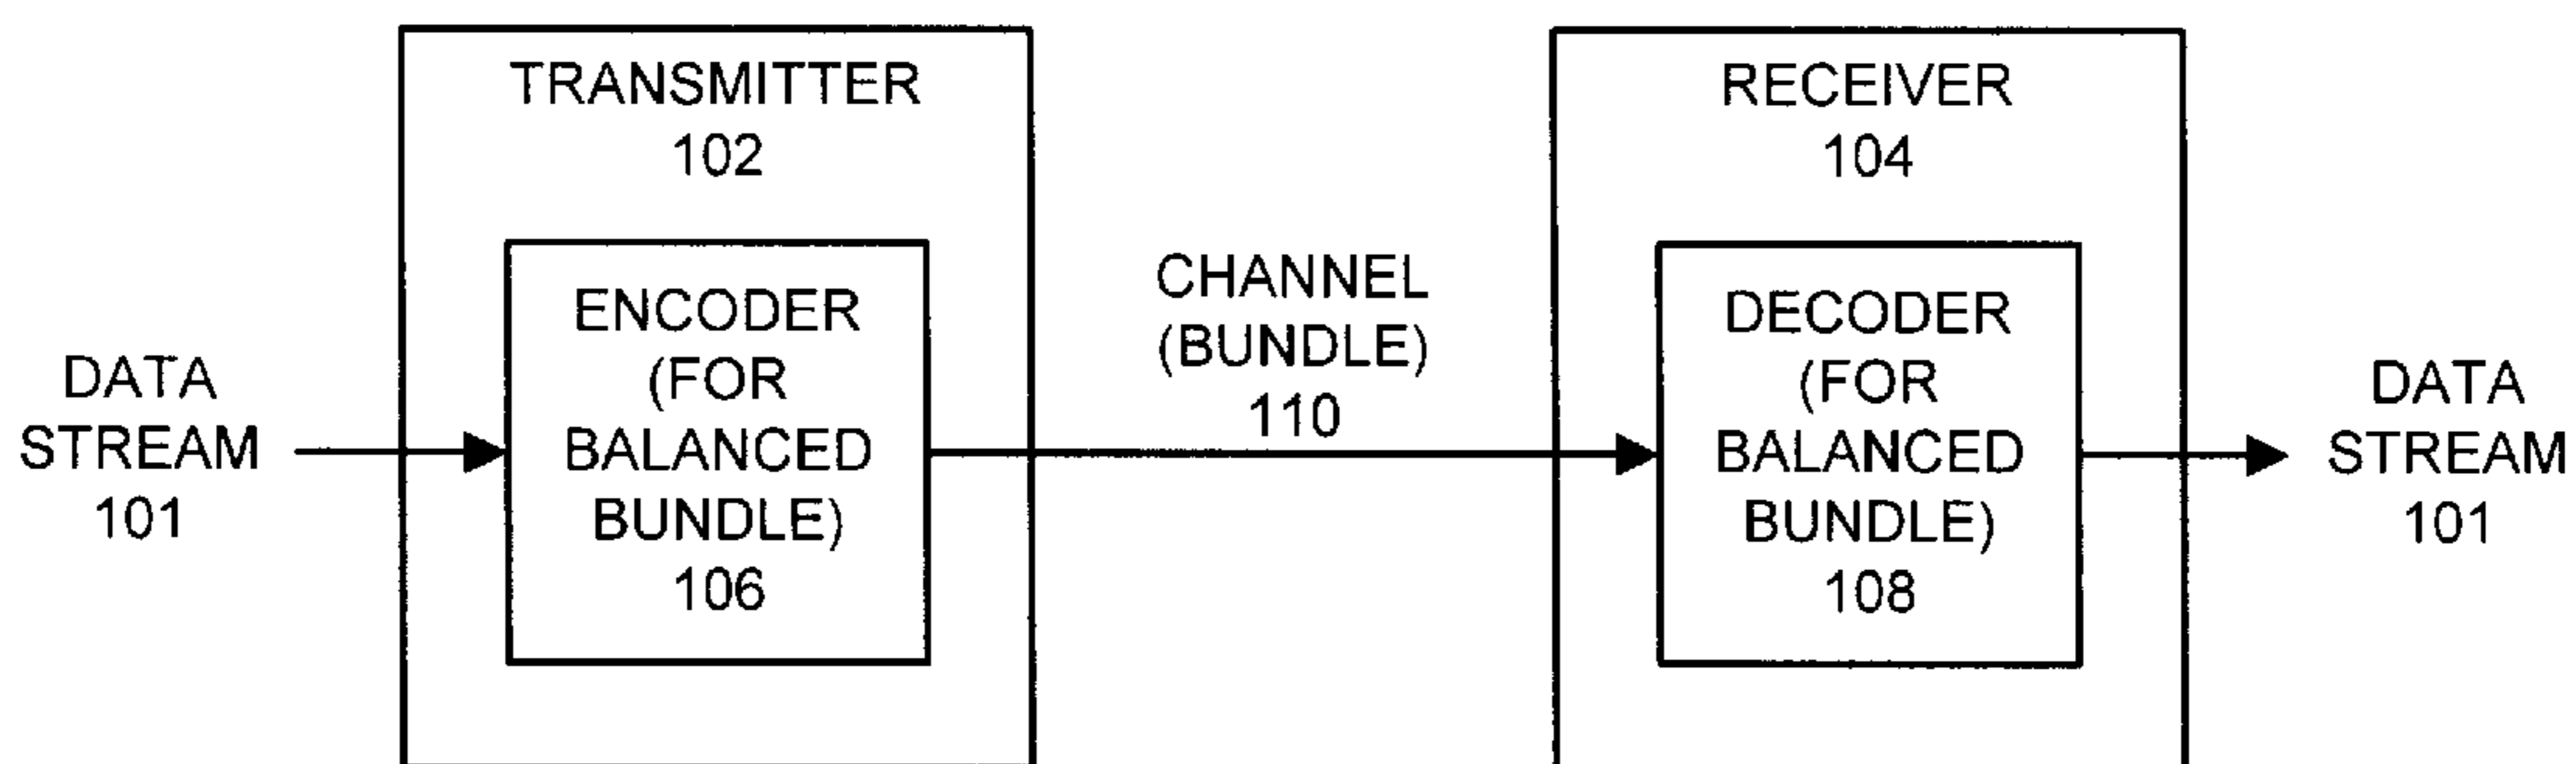 DATA
STREAM
101
TRANSMITTER
102
ENCODER
(FOR
BALANCED
BUNDLE)
106
CHANNEL
(BUNDLE)
110
RECEIVER
104
DECODER
(FOR
BALANCED
BUNDLE)
108
DATA
STREAM
101